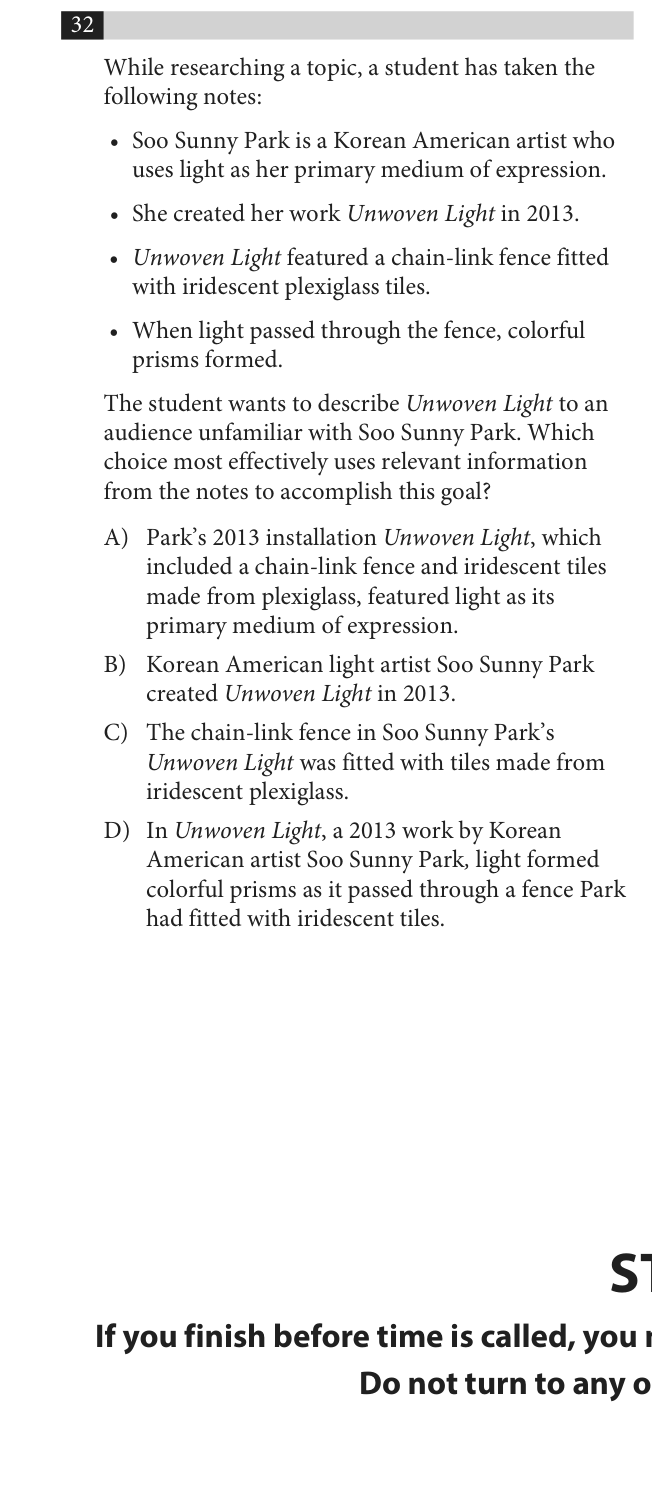 32
While researching a topic, a student has taken the
following notes:
• Soo Sunny Park is a Korean American artist who
uses light as her primary medium of expression.
• She created her work Unwoven Light in 2013.
• Unwoven Light featured a chain-link fence fitted
with iridescent plexiglass tiles.
• When light passed through the fence, colorful
prisms formed.
The student wants to describe Unwoven Light to an
audience unfamiliar with Soo Sunny Park. Which
choice most effectively uses relevant information
from the notes to accomplish this goal?
A) Park’s 2013 installation Unwoven Light, which
included a chain-link fence and iridescent tiles
made from plexiglass, featured light as its
primary medium of expression.
B) Korean American light artist Soo Sunny Park
created Unwoven Light in 2013.
C) The chain-link fence in Soo Sunny Park’s
Unwoven Light was fitted with tiles made from
iridescent plexiglass.
D) In Unwoven Light, a 2013 work by Korean
American artist Soo Sunny Park, light formed
colorful prisms as it passed through a fence Park
had fitted with iridescent tiles.
If you finish before time is called, you
Do not turn to any